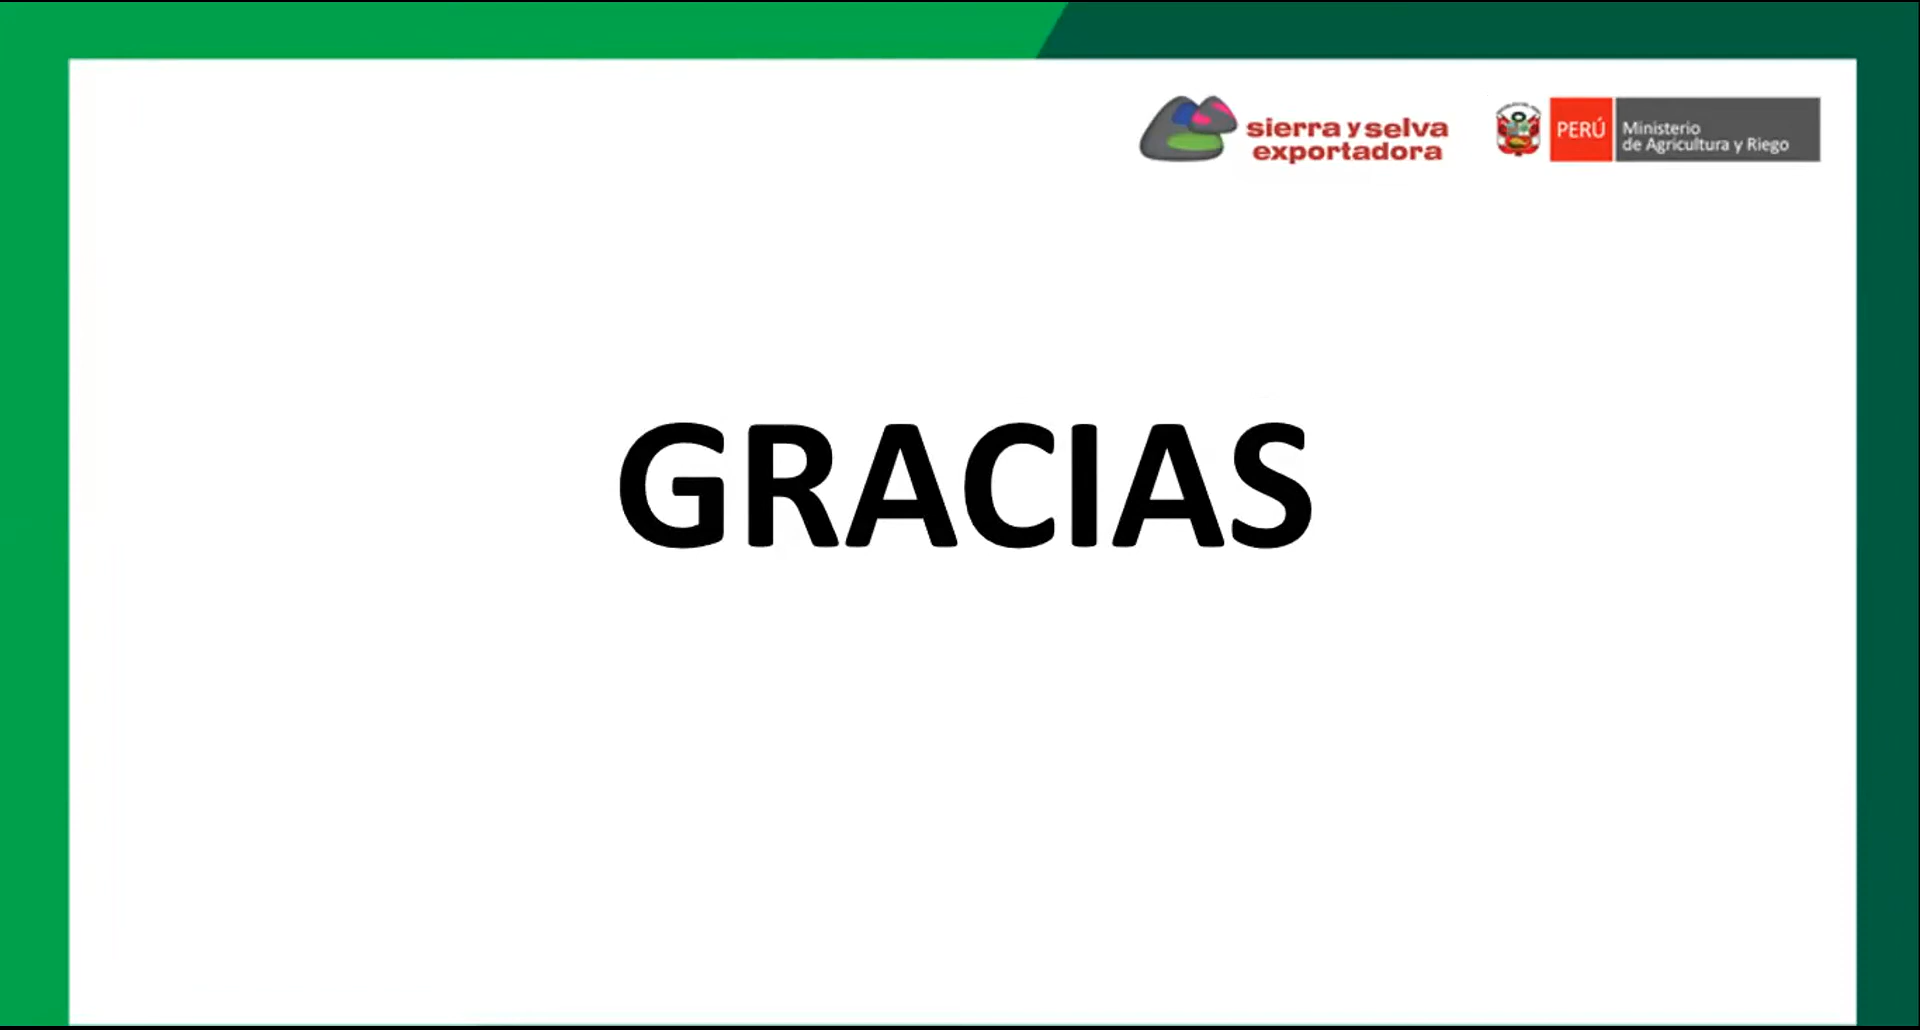 sierra y selva
exportadora
PERÚ
Ministerio
de Agricultura y Riego
GRACIAS